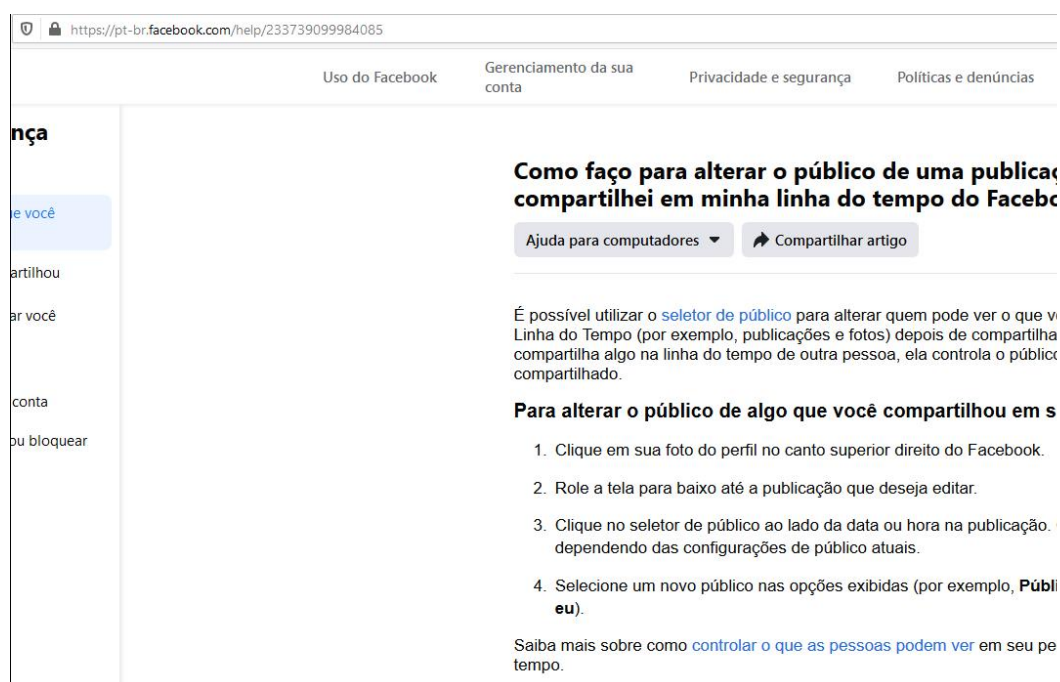 https://pt-br.facebook.com/help/233739099984085
Uso do Facebook
Gerenciamento da sua
conta
Privacidade e segurança
Políticas e denúncias
nça
ie você
artilhou
ar você
conta
ou bloquear
Como faço para alterar o público de uma publicaç
compartilhei em minha linha do tempo do Facebo
Ajuda para computadores
Compartilhar artigo
É possível utilizar o seletor de público para alterar quem pode ver o que v
Linha do Tempo (por exemplo, publicações e fotos) depois de compartilha
compartilha algo na linha do tempo de outra pessoa, ela controla o público
compartilhado.
Para alterar o público de algo que você compartilhou em s
1. Clique em sua foto do perfil no canto superior direito do Facebook.
2. Role a tela para baixo até a publicação que deseja editar.
3. Clique no seletor de público ao lado da data ou hora na publicação.
dependendo das configurações de público atuais.
4. Selecione um novo público nas opções exibidas (por exemplo, Públi
eu).
Saiba mais sobre como controlar o que as pessoas podem ver em seu pe
tempo.